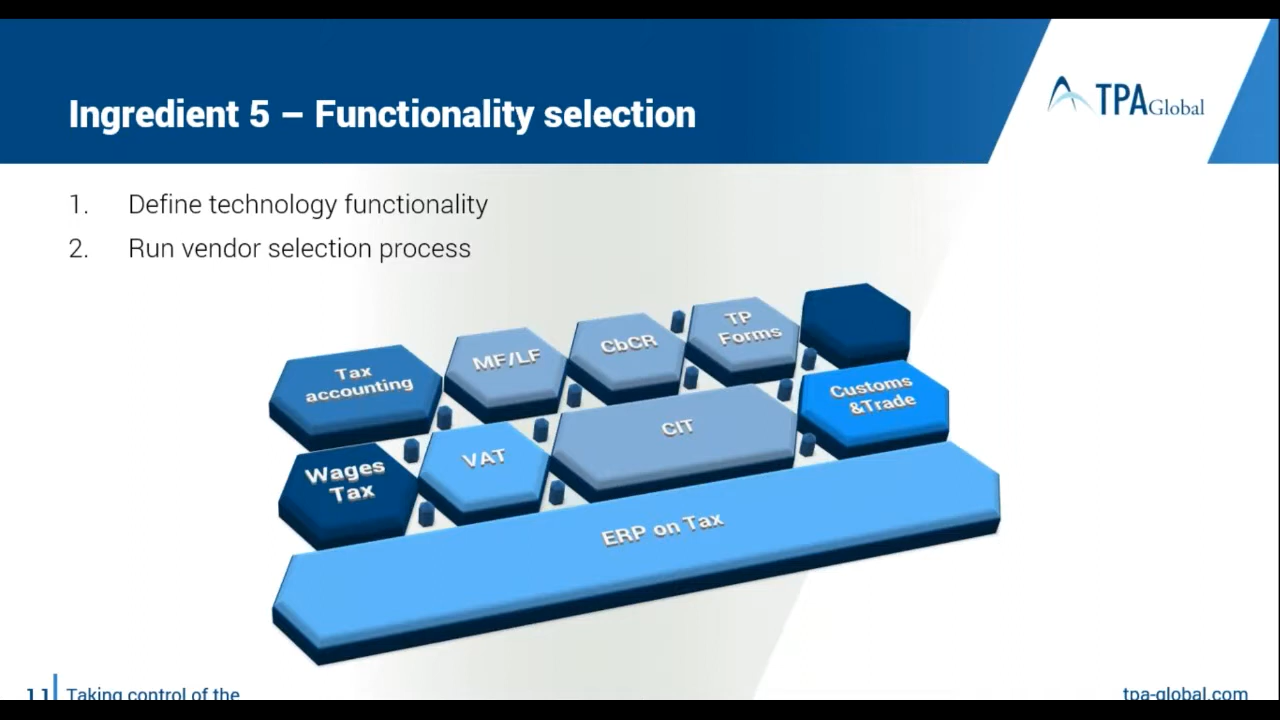 Ingredient 5 – Functionality selection
TPA Global
1. Define technology functionality
2. Run vendor selection process
Tax
accounting
MF/LF
CbCR
TP
Forms
Wages
Tax
VAT
CIT
Customs
&Trade
ERP on Tax
11 Taking control of the
tpa-global.com